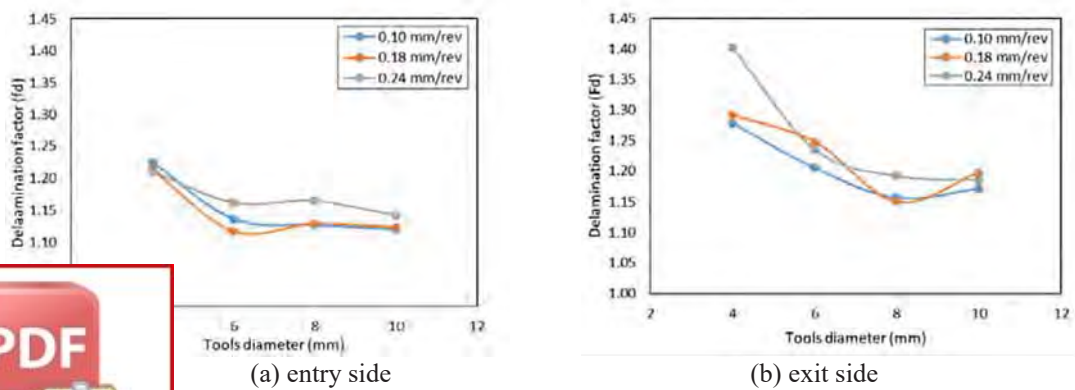 1.45
1.40
1.35
1.30
1.25
1.20
1.15
1.10
Delaamination factor (fd)
0.10 mm/rev
0.18 mm/rev
0.24 mm/rev
6
8
10
12
Tools diameter (mm)
(a) entry side
1.45
1.40
1.35
1.30
1.25
1.20
1.15
1.10
1.05
1.00
Delamination factor (Fd)
0.10 mm/rev
0.18 mm/rev
0.24 mm/rev
2
4
6
8
10
12
Tools diameter (mm)
(b) exit side
PDF